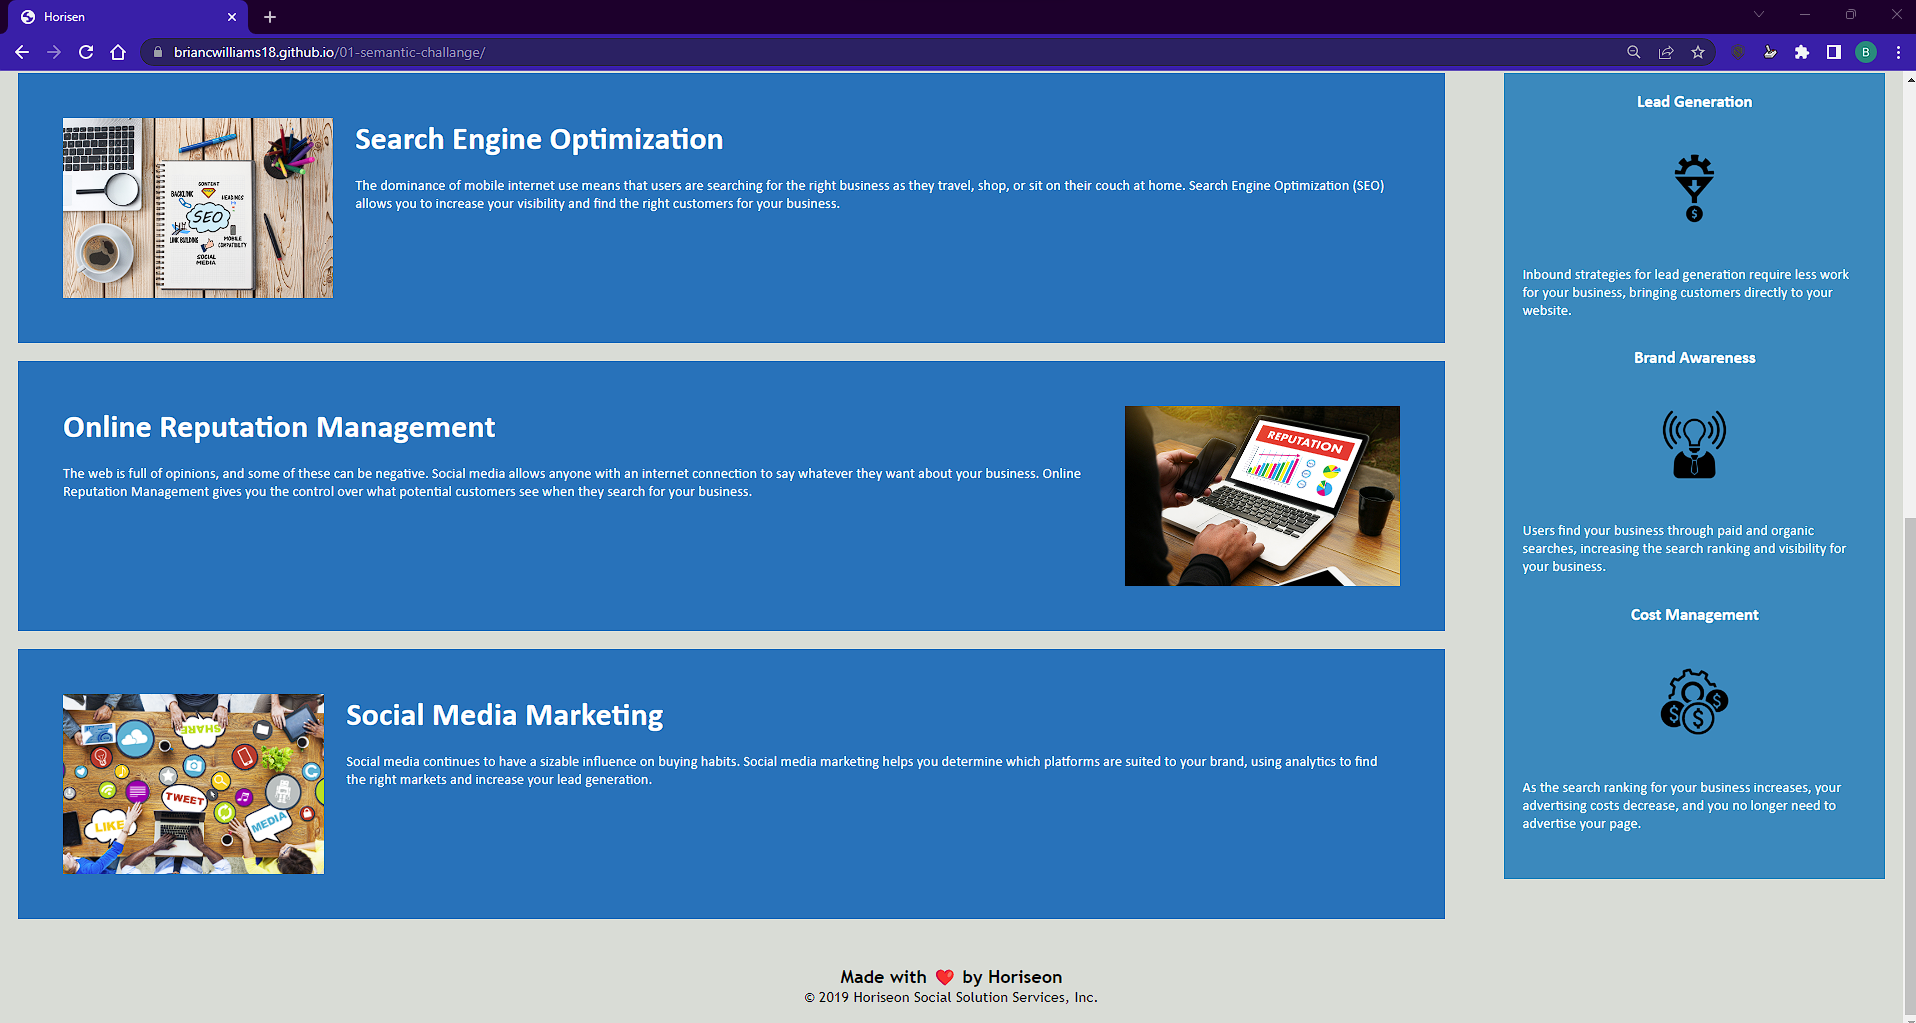 Horisen
briancwilliams18.github.io/01-semantic-challange/
B
Search Engine Optimization
The dominance of mobile internet use means that users are searching for the right business as they travel, shop, or sit on their couch at home. Search Engine Optimization (SEO)
allows you to increase your visibility and find the right customers for your business.
CONTENT
BACKLINK
HEADINGS
SEO
LINK BUILDING
MOBILE
COMPATIBILITY
SOCIAL
MEDIA
Online Reputation Management
The web is full of opinions, and some of these can be negative. Social media allows anyone with an internet connection to say whatever they want about your business. Online
Reputation Management gives you the control over what potential customers see when they search for your business.
REPUTATION
Social Media Marketing
Social media continues to have a sizable influence on buying habits. Social media marketing helps you determine which platforms are suited to your brand, using analytics to find
the right markets and increase your lead generation.
SHARE
TWEET
LIKE
MEDIA
Lead Generation
$
Inbound strategies for lead generation require less work
for your business, bringing customers directly to your
website.
Brand Awareness
Users find your business through paid and organic
searches, increasing the search ranking and visibility for
your business.
Cost Management
$ $ $
As the search ranking for your business increases, your
advertising costs decrease, and you no longer need to
advertise your page.
Made with ❤️ by Horiseon
© 2019 Horiseon Social Solution Services, Inc.